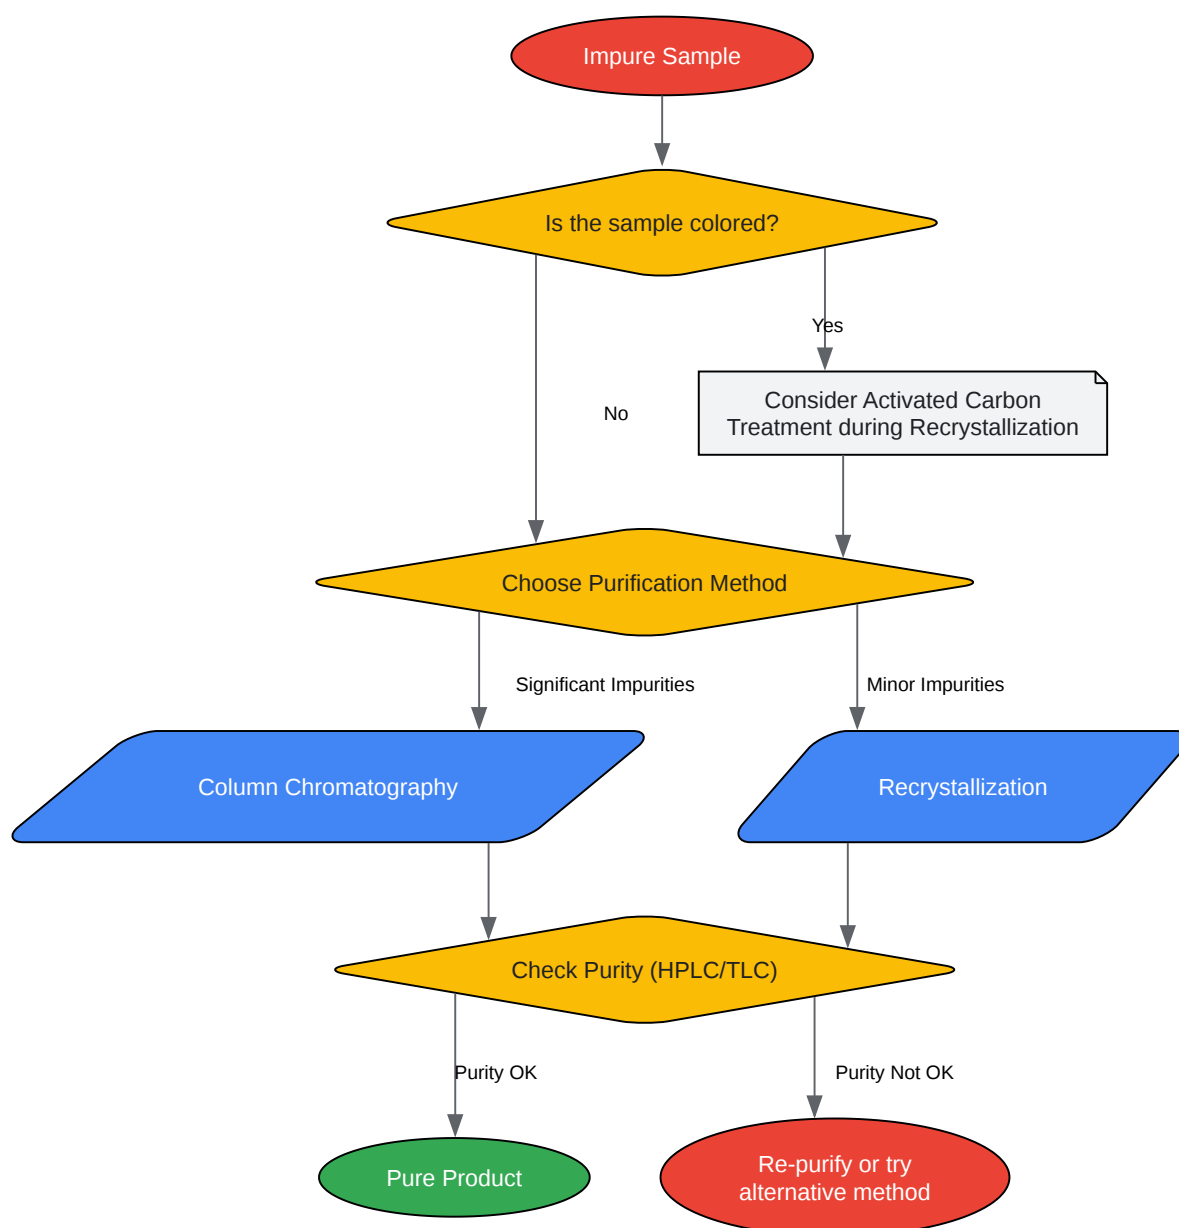 Impure Sample
Is the sample colored?
Yes
Consider Activated Carbon
Treatment during Recrystallization
No
Choose Purification Method
Significant Impurities
Minor Impurities
Column Chromatography
Recrystallization
Check Purity (HPLC/TLC)
Purity OK
Purity Not OK
Pure Product
Re-purify or try
alternative method